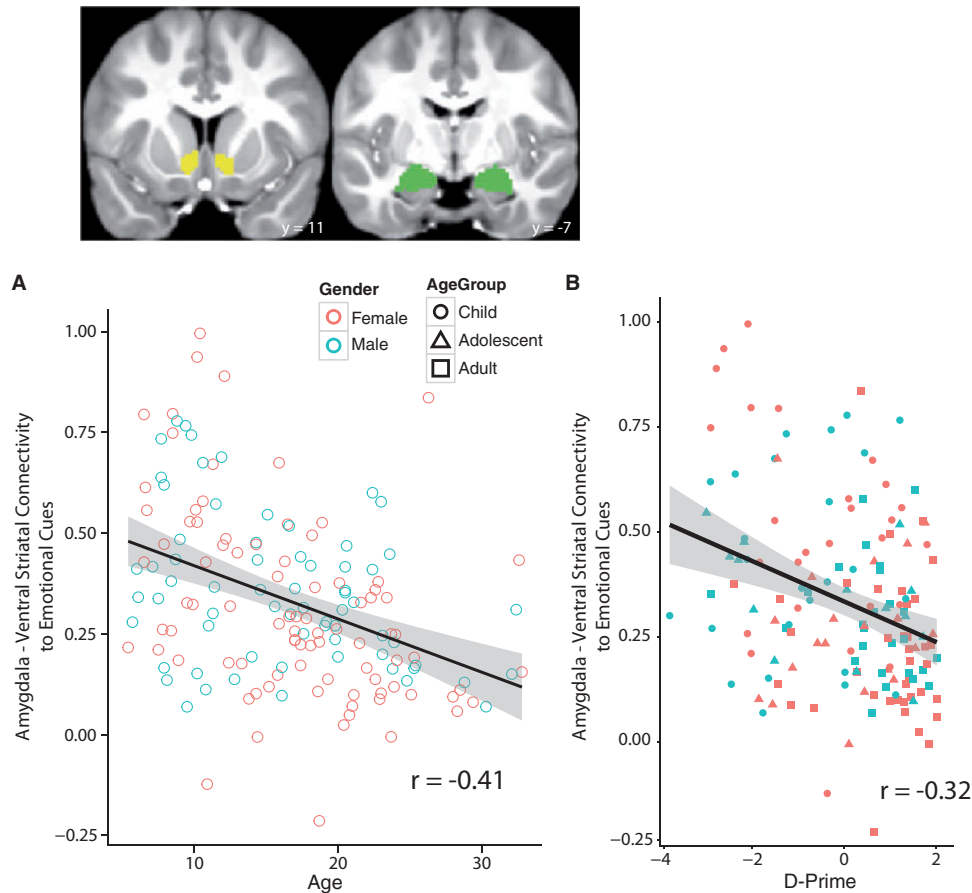 y = 11
y = -7
A
Gender
Female
Male
AgeGroup
Child
Adolescent
Adult
B
Amygdala - Ventral Striatal Connectivity
to Emotional Cues
1.00
0.75
0.50
0.25
0.00
−0.25
r = -0.41
10
20
30
Age
Amygdala - Ventral Striatal Connectivity
to Emotional Cues
1.00
0.75
0.50
0.25
0.00
−0.25
r = -0.32
−4
−2
0
2
D-Prime